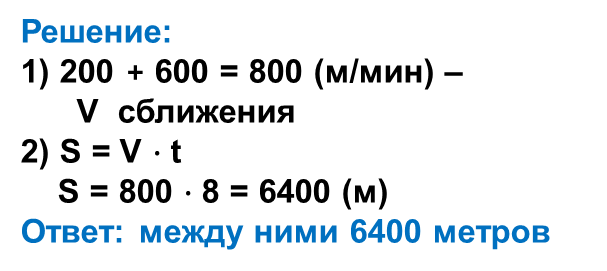 Решение:
1) 200 + 600 = 800 (м/мин) –
V сближения
2) S = V · t
S = 800 · 8 = 6400 (м)
Ответ: между ними 6400 метров